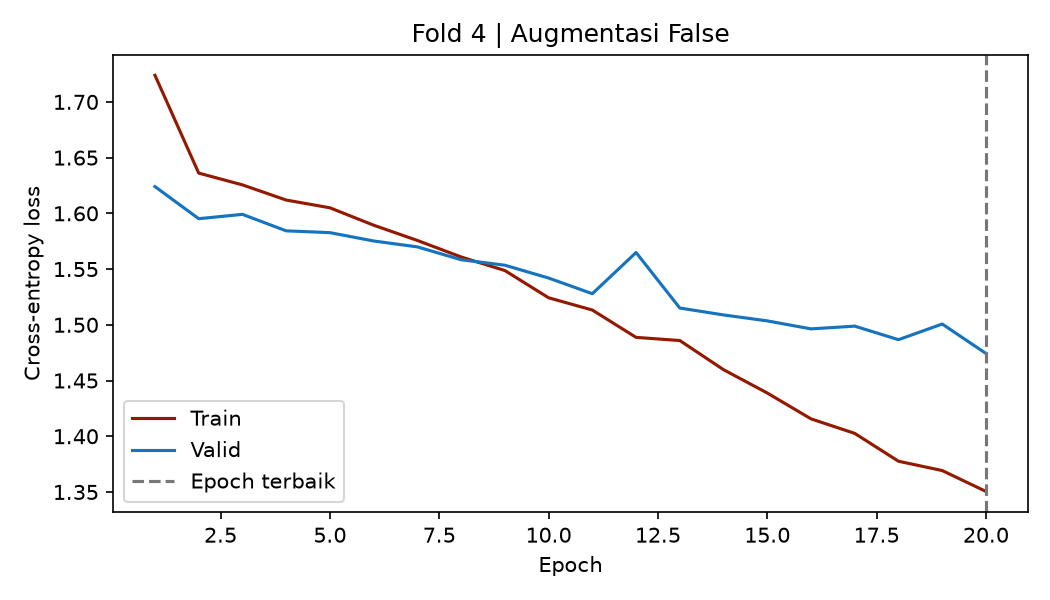 Fold 4 | Augmentasi False
Cross-entropy loss
1.70
1.65
1.60
1.55
1.50
1.45
1.40
1.35
Train
Valid
Epoch terbaik
2.5 5.0 7.5 10.0 12.5 15.0 17.5 20.0
Epoch